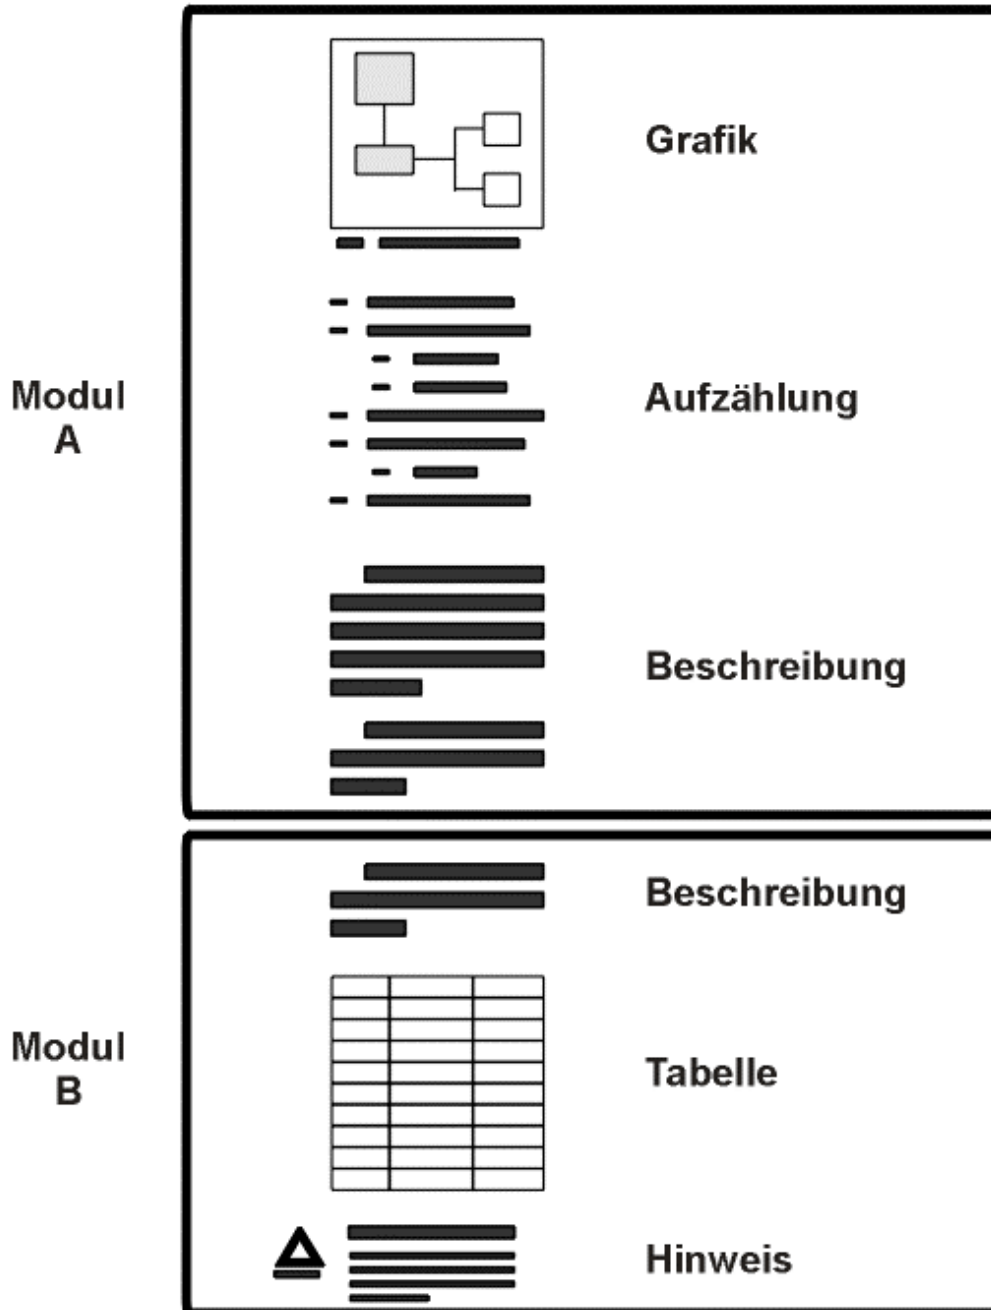 Grafik
Modul
A
Aufzählung
Beschreibung
Beschreibung
Modul
B
Tabelle
Hinweis